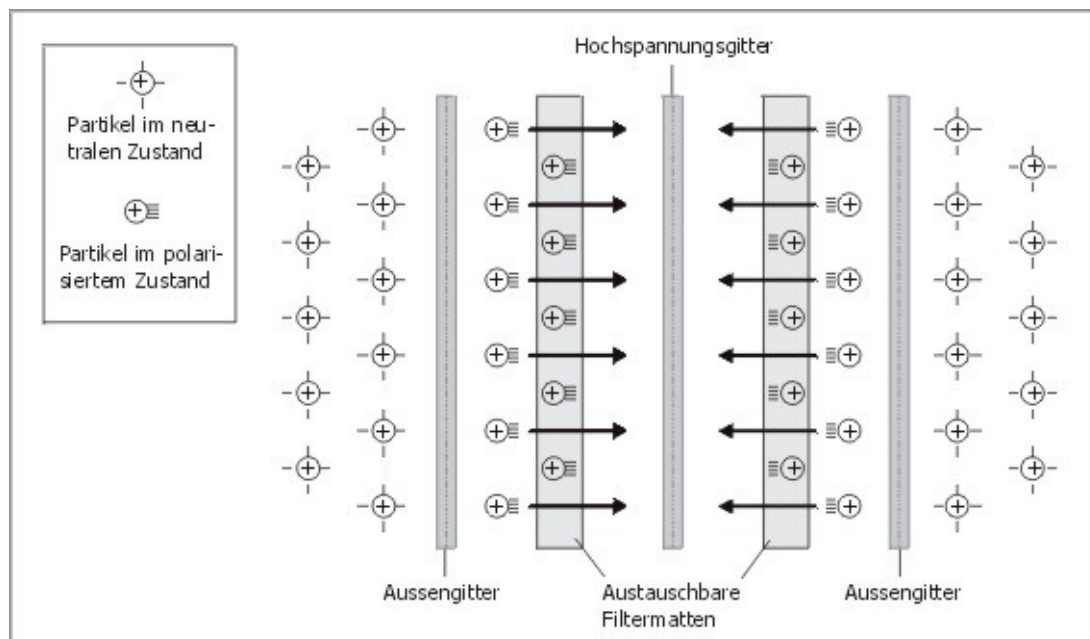 Hochspannungsgitter
Partikel im neu-
tralen Zustand
Partikel im polari-
siertem Zustand
Aussengitter
Austauschbare
Filtermatten
Aussengitter